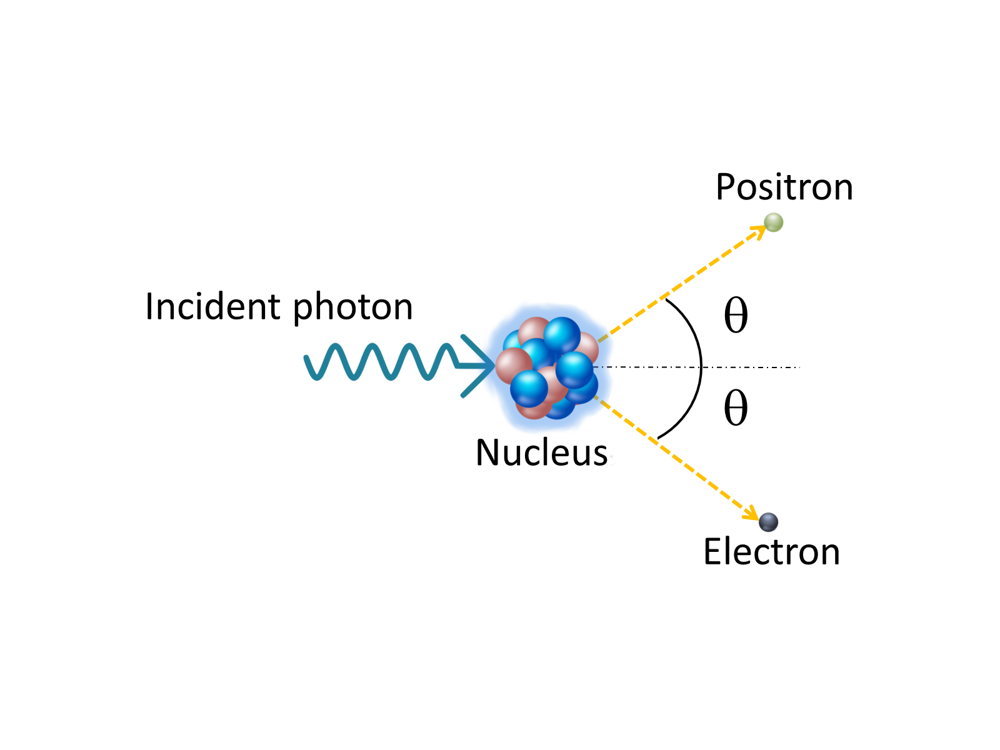 Positron
Incident photon
θ
θ
Nucleus
Electron